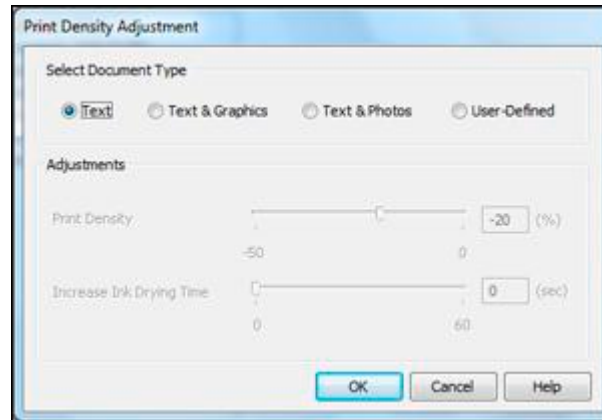 Print Density Adjustment
Select Document Type
Text Text & Graphics Text & Photos User-Defined
Adjustments
Print Density -20 (%)
-50 0
Increase Ink Drying Time 0 (sec)
0 60
OK Cancel Help